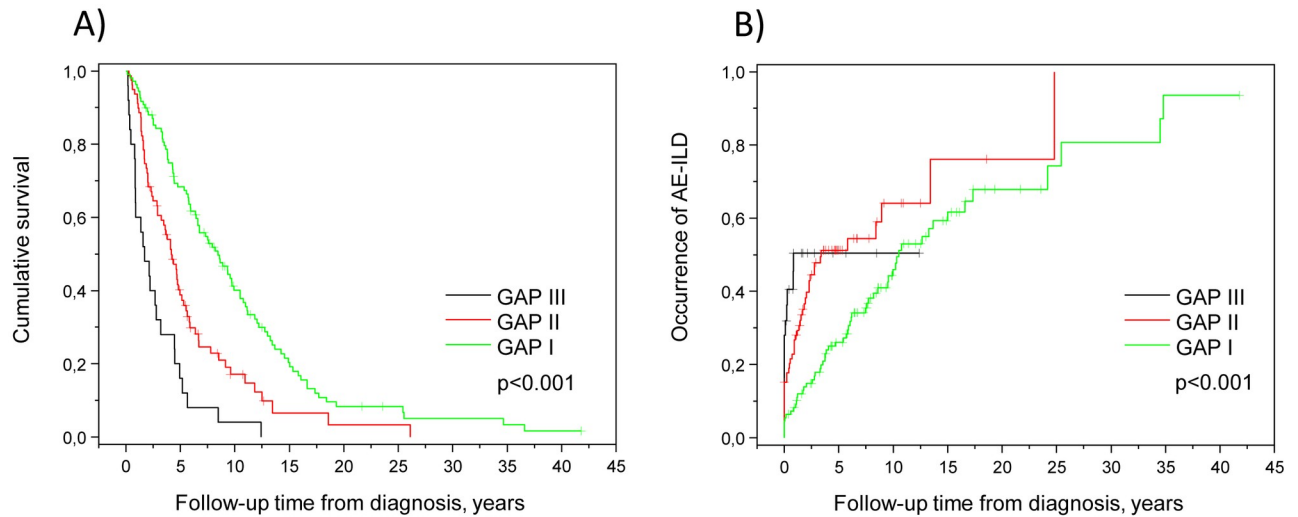 A)
Cumulative survival
1,0
0,8
0,6
0,4
0,2
0,0
GAP III
GAP II
GAP I
p<0.001
0 5 10 15 20 25 30 35 40 45
Follow-up time from diagnosis, years
B)
Occurrence of AE-ILD
1,0
0,8
0,6
0,4
0,2
0,0
GAP III
GAP II
GAP I
p<0.001
0 5 10 15 20 25 30 35 40 45
Follow-up time from diagnosis, years